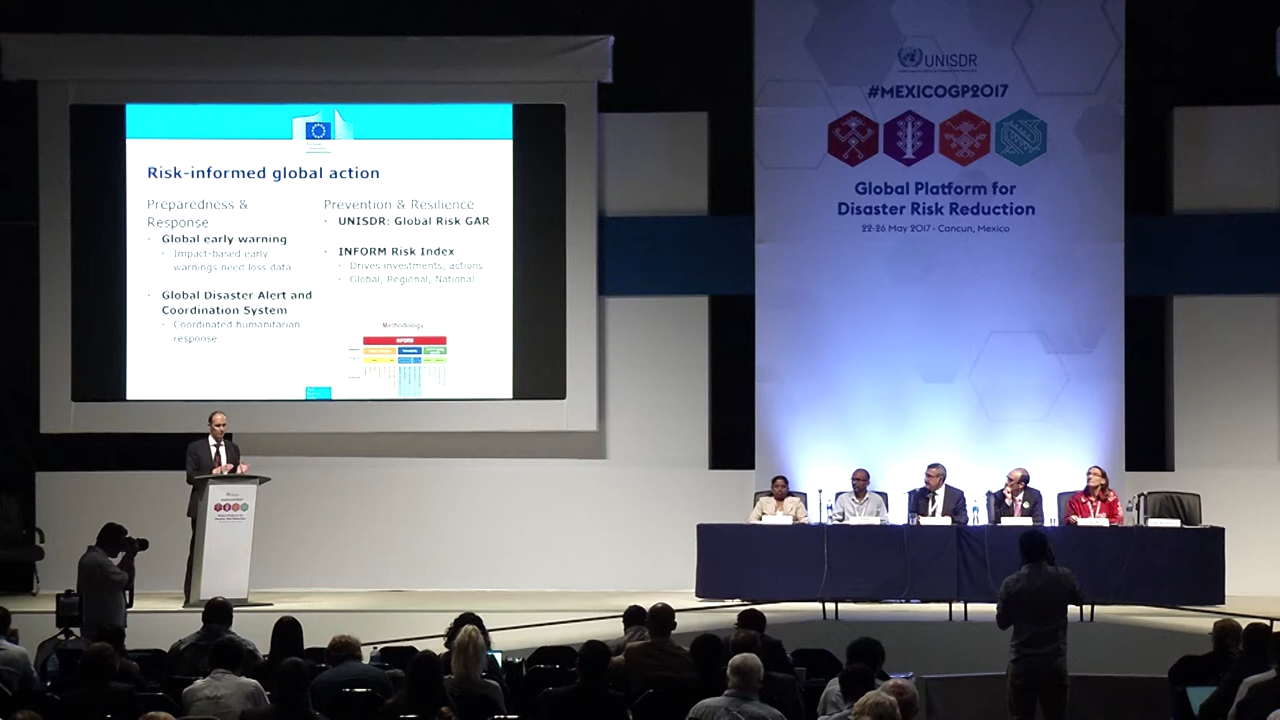 Risk-informed global action
Preparedness &
Response
· Global early warning
· Impact-based early
warnings need loss data
· Global Disaster Alert and
Coordination System
· Coordinated humanitarian
response
Prevention & Resilience
· UNISDR: Global Risk GAR
· INFORM Risk Index
· Drives investments, actions
· Global, Regional, National
Methodology
INFORM
UNISDR
#MEXICOGP2017
Global Platform for
Disaster Risk Reduction
22-26 May 2017 - Cancun, Mexico